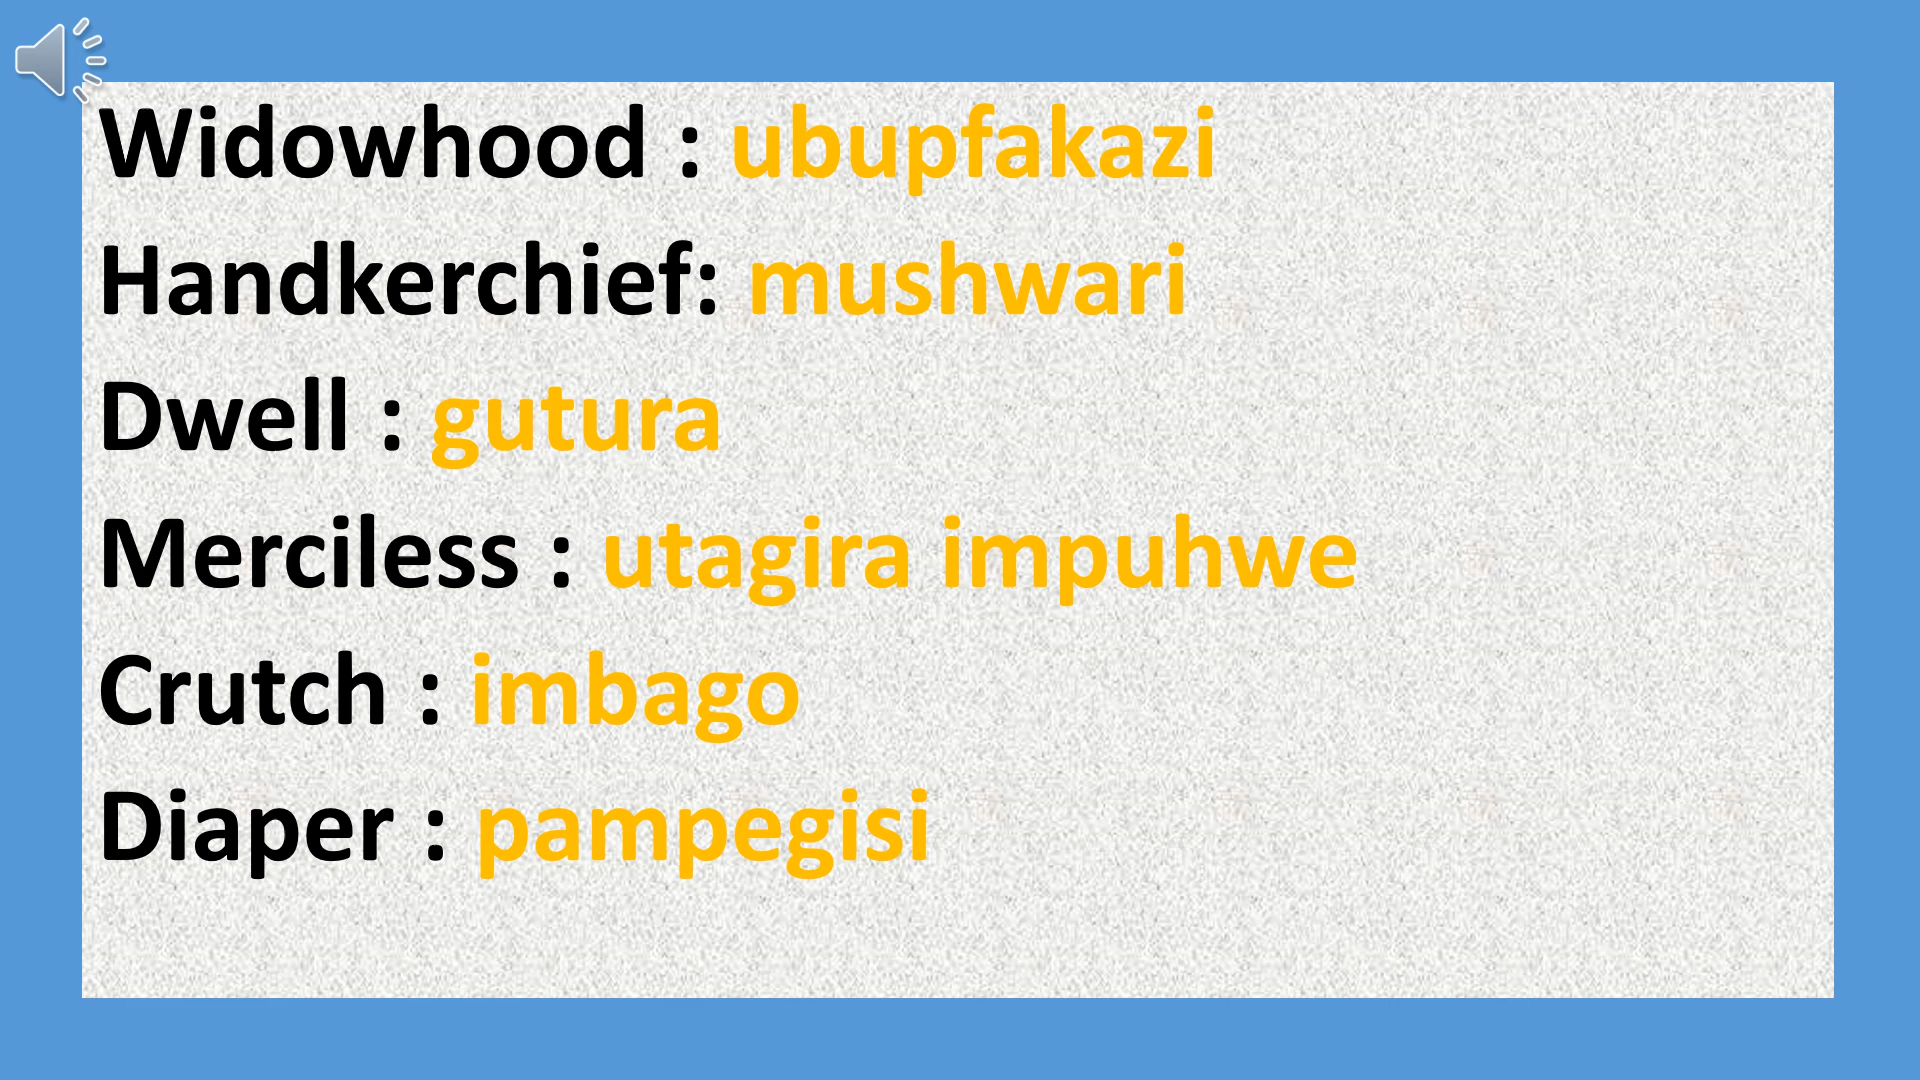 Widowhood : ubupfakazi
Handkerchief: mushwari
Dwell : gutura
Merciless : utagira impuhwe
Crutch : imbago
Diaper : pampegisi